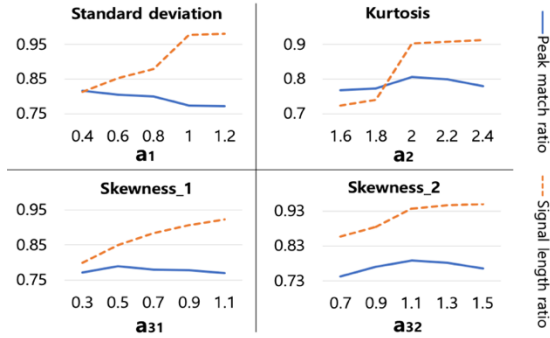 Standard deviation
0.95
0.85
0.75
0.4 0.6 0.8 1 1.2
a1
Kurtosis
0.9
0.8
0.7
1.6 1.8 2 2.2 2.4
a2
Skewness_1
0.95
0.85
0.75
0.3 0.5 0.7 0.9 1.1
a31
Skewness_2
0.93
0.83
0.73
0.7 0.9 1.1 1.3 1.5
a32
Peak match ratio
Signal length ratio